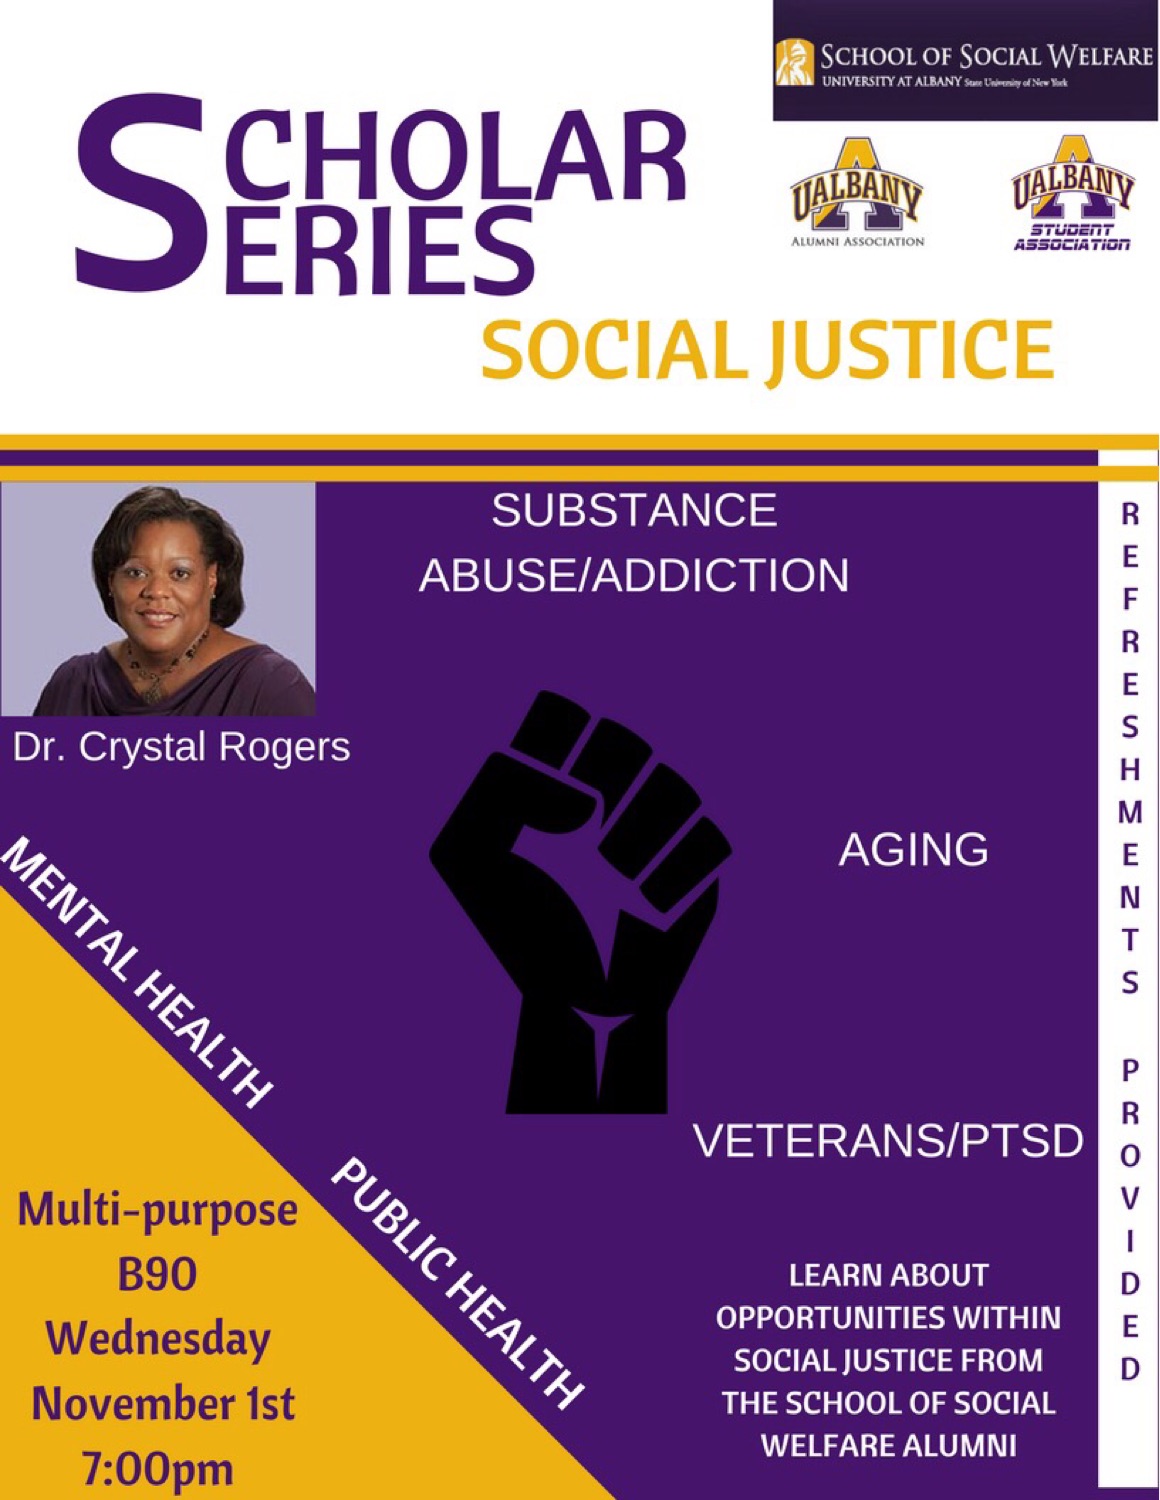 SCHOOL OF SOCIAL WELFARE
UNIVERSITY AT ALBANY State University of New York
SCHOLAR
SERIES
UALBANY
ALUMNI ASSOCIATION
UALBANY
STUDENT
ASSOCIATION
SOCIAL JUSTICE
SUBSTANCE
ABUSE/ADDICTION
Dr. Crystal Rogers
AGING
MENTAL HEALTH
VETERANS/PTSD
PUBLIC HEALTH
Multi-purpose
B90
Wednesday
November 1st
7:00pm
LEARN ABOUT
OPPORTUNITIES WITHIN
SOCIAL JUSTICE FROM
THE SCHOOL OF SOCIAL
WELFARE ALUMNI
REFRESHMENTS PROVIDED